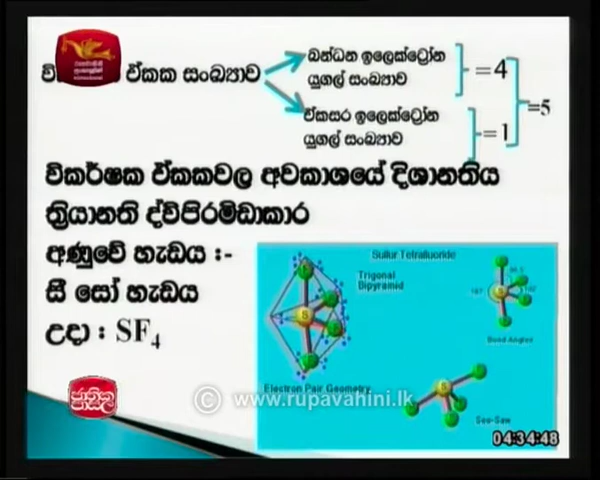 වි ඒකක සංඛ්‍යාව
බන්ධන ඉලෙක්ට්‍රෝන
යුගල් සංඛ්‍යාව
=4
ඒකසර ඉලෙක්ට්‍රෝන
යුගල් සංඛ්‍යාව
=1
=5
විකර්ෂක ඒකකවල අවකාශයේ දිශානතිය
ත්‍රියානති ද්විපිරමිඩාකාර
අණුවේ හැඩය :-
සී සෝ හැඩය
උදා : SF₄
Sulfur Tetrafluoride
Trigonal
Dipyramid
S
S
Bond Angles
Electron Pair Geometry
S
See-Saw
ජාතික
පාසල
© www.rupavahini.lk
04:34:48